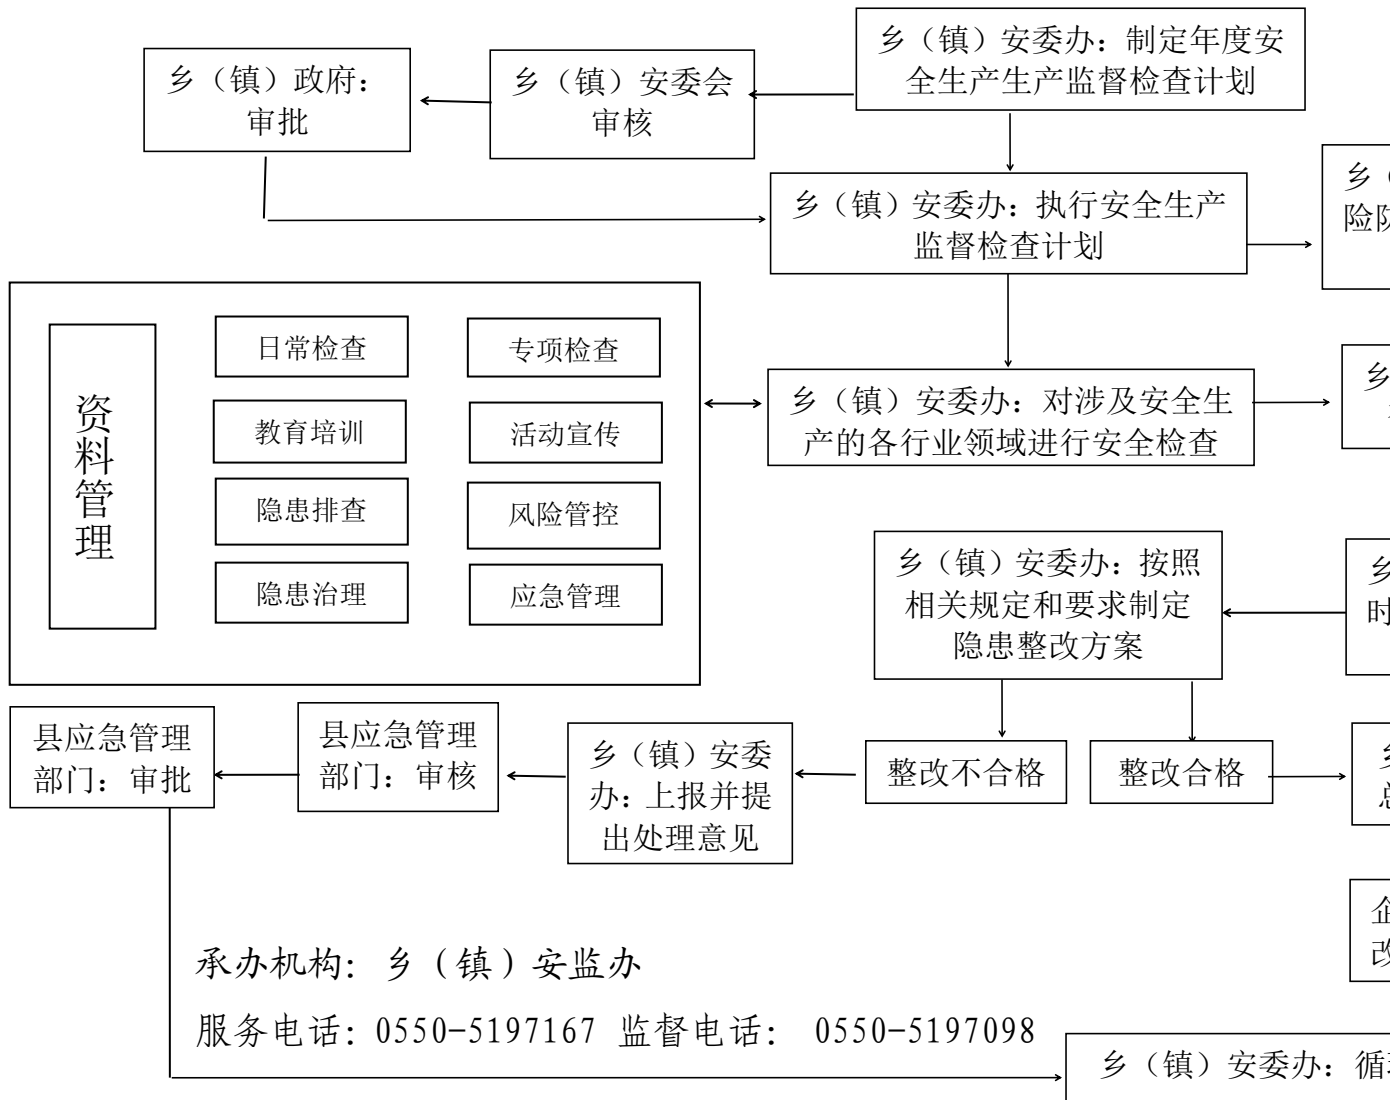 乡（镇）安委办：制定年度安
全生产生产监督检查计划
乡（镇）安委会
审核
乡（镇）政府：
审批
乡（镇）安委办：执行安全生产
监督检查计划
乡（
险防
资料管理
日常检查
专项检查
教育培训
活动宣传
隐患排查
风险管控
隐患治理
应急管理
乡（镇）安委办：对涉及安全生
产的各行业领域进行安全检查
乡
乡（镇）安委办：按照
相关规定和要求制定
隐患整改方案
乡
时
整改不合格
整改合格
乡（镇）安委
办：上报并提
出处理意见
县应急管理
部门：审核
县应急管理
部门：审批
总
企
改
承办机构：乡（镇）安监办
服务电话：0550-5197167 监督电话： 0550-5197098
乡（镇）安委办：循